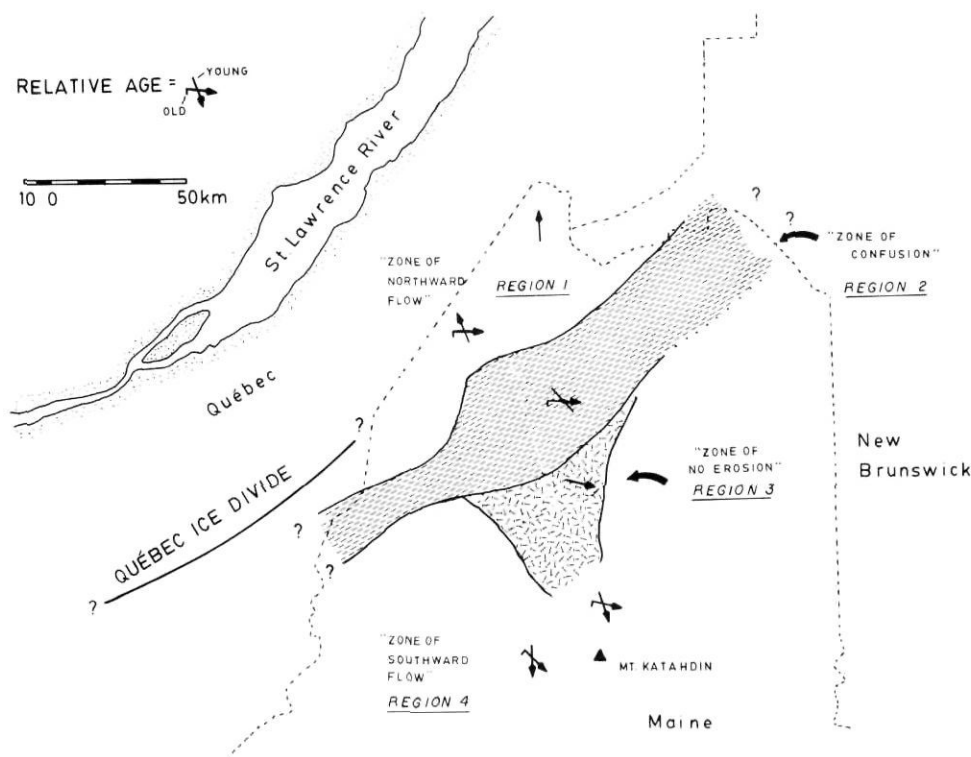 RELATIVE AGE =
YOUNG
OLD
10 0 50km
St. Lawrence River
Québec
QUÉBEC ICE DIVIDE
?
?
"ZONE OF
NORTHWARD
FLOW"
REGION 1
?
?
"ZONE OF
CONFUSION"
REGION 2
?
?
"ZONE OF
NO EROSION"
REGION 3
New
Brunswick
"ZONE OF
SOUTHWARD
FLOW"
REGION 4
MT. KATAHDIN
Maine